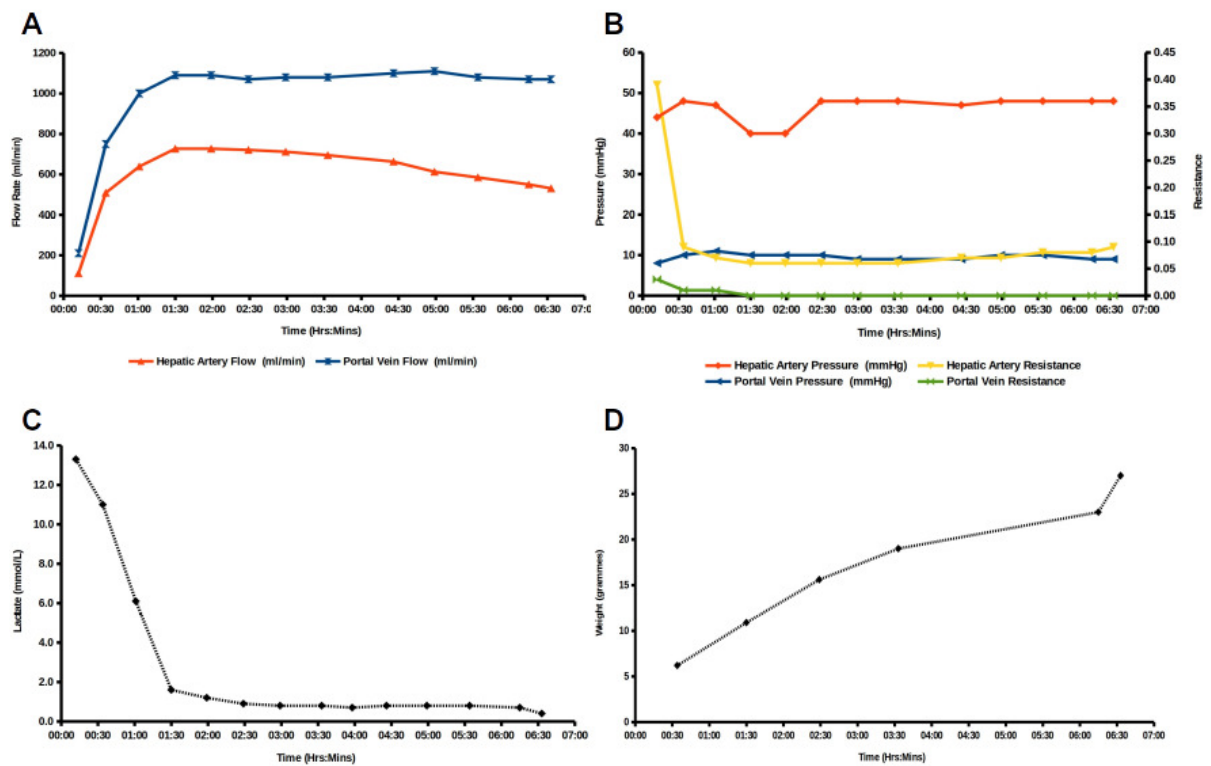 A
1200
1000
800
600
400
200
0
Flow Rate (ml/min)
00:00 00:30 01:00 01:30 02:00 02:30 03:00 03:30 04:00 04:30 05:00 05:30 06:00 06:30 07:00
Time (Hrs:Mins)
Hepatic Artery Flow (ml/min) Portal Vein Flow (ml/min)
B
60
50
40
30
20
10
0
Pressure (mmHg)
0.45
0.40
0.35
0.30
0.25
0.20
0.15
0.10
0.05
0.00
Resistance
00:00 00:30 01:00 01:30 02:00 02:30 03:00 03:30 04:00 04:30 05:00 05:30 06:00 06:30 07:00
Time (Hrs:Mins)
Hepatic Artery Pressure (mmHg) Hepatic Artery Resistance
Portal Vein Pressure (mmHg) Portal Vein Resistance
C
14.0
12.0
10.0
8.0
6.0
4.0
2.0
0.0
Lactate (mmol/L)
00:00 00:30 01:00 01:30 02:00 02:30 03:00 03:30 04:00 04:30 05:00 05:30 06:00 06:30 07:00
Time (Hrs:Mins)
D
30
25
20
15
10
5
0
Weight (grammes)
00:00 00:30 01:00 01:30 02:00 02:30 03:00 03:30 04:00 04:30 05:00 05:30 06:00 06:30 07:00
Time (Hrs:Mins)